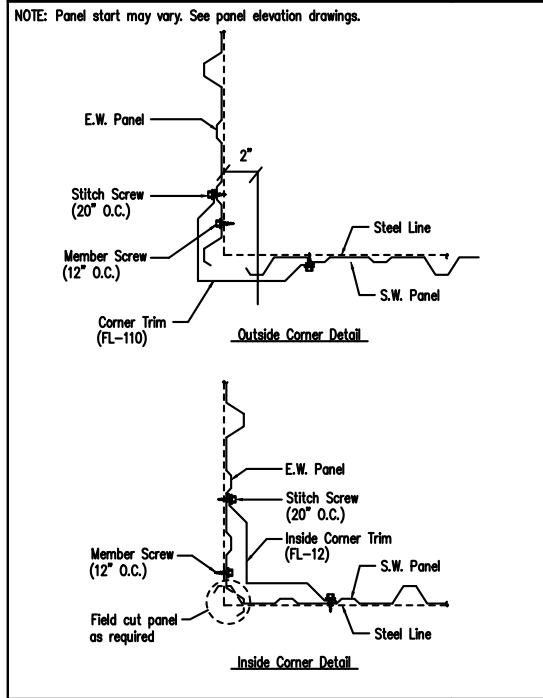 NOTE: Panel start may vary. See panel elevation drawings.
E.W. Panel
2"
Stitch Screw
(20" O.C.)
Steel Line
Member Screw
(12" O.C.)
S.W. Panel
Corner Trim
(FL-110)
Outside Corner Detail
E.W. Panel
Stitch Screw
(20" O.C.)
Inside Corner Trim
(FL-12)
Member Screw
(12" O.C.)
S.W. Panel
Field cut panel
as required
Steel Line
Inside Corner Detail